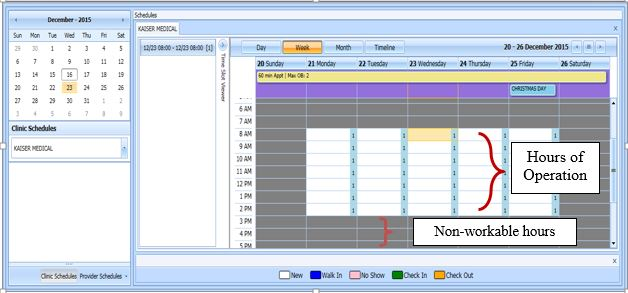 December - 2015
Sun Mon Tue Wed Thu Fri Sat
29 30 1 2 3 4 5
6 7 8 9 10 11 12
13 14 15 16 17 18 19
20 21 22 23 24 25 26
27 28 29 30 31 1 2
3 4 5 6 7 8 9
Clinic Schedules
KAISER MEDICAL
Clinic Schedules Provider Schedules
Schedules
KAISER MEDICAL
12/23 08:00 - 12/23 08:00 [1]
Time Slot Viewer
Day Week Month Timeline
20 - 26 December 2015
20 Sunday 21 Monday 22 Tuesday 23 Wednesday 24 Thursday 25 Friday 26 Saturday
60 min Appt | Max OB: 2
CHRISTMAS DAY
6 AM
7 AM
8 AM 1 1 1 1 1
9 AM 1 1 1 1 1
10 AM 1 1 1 1 1
11 AM 1 1 1 1 1
12 PM 1 1 1 1 1
1 PM 1 1 1 1 1
2 PM 1 1 1 1 1
3 PM
4 PM
5 PM
Hours of
Operation
Non-workable hours
New Walk In No Show Check In Check Out